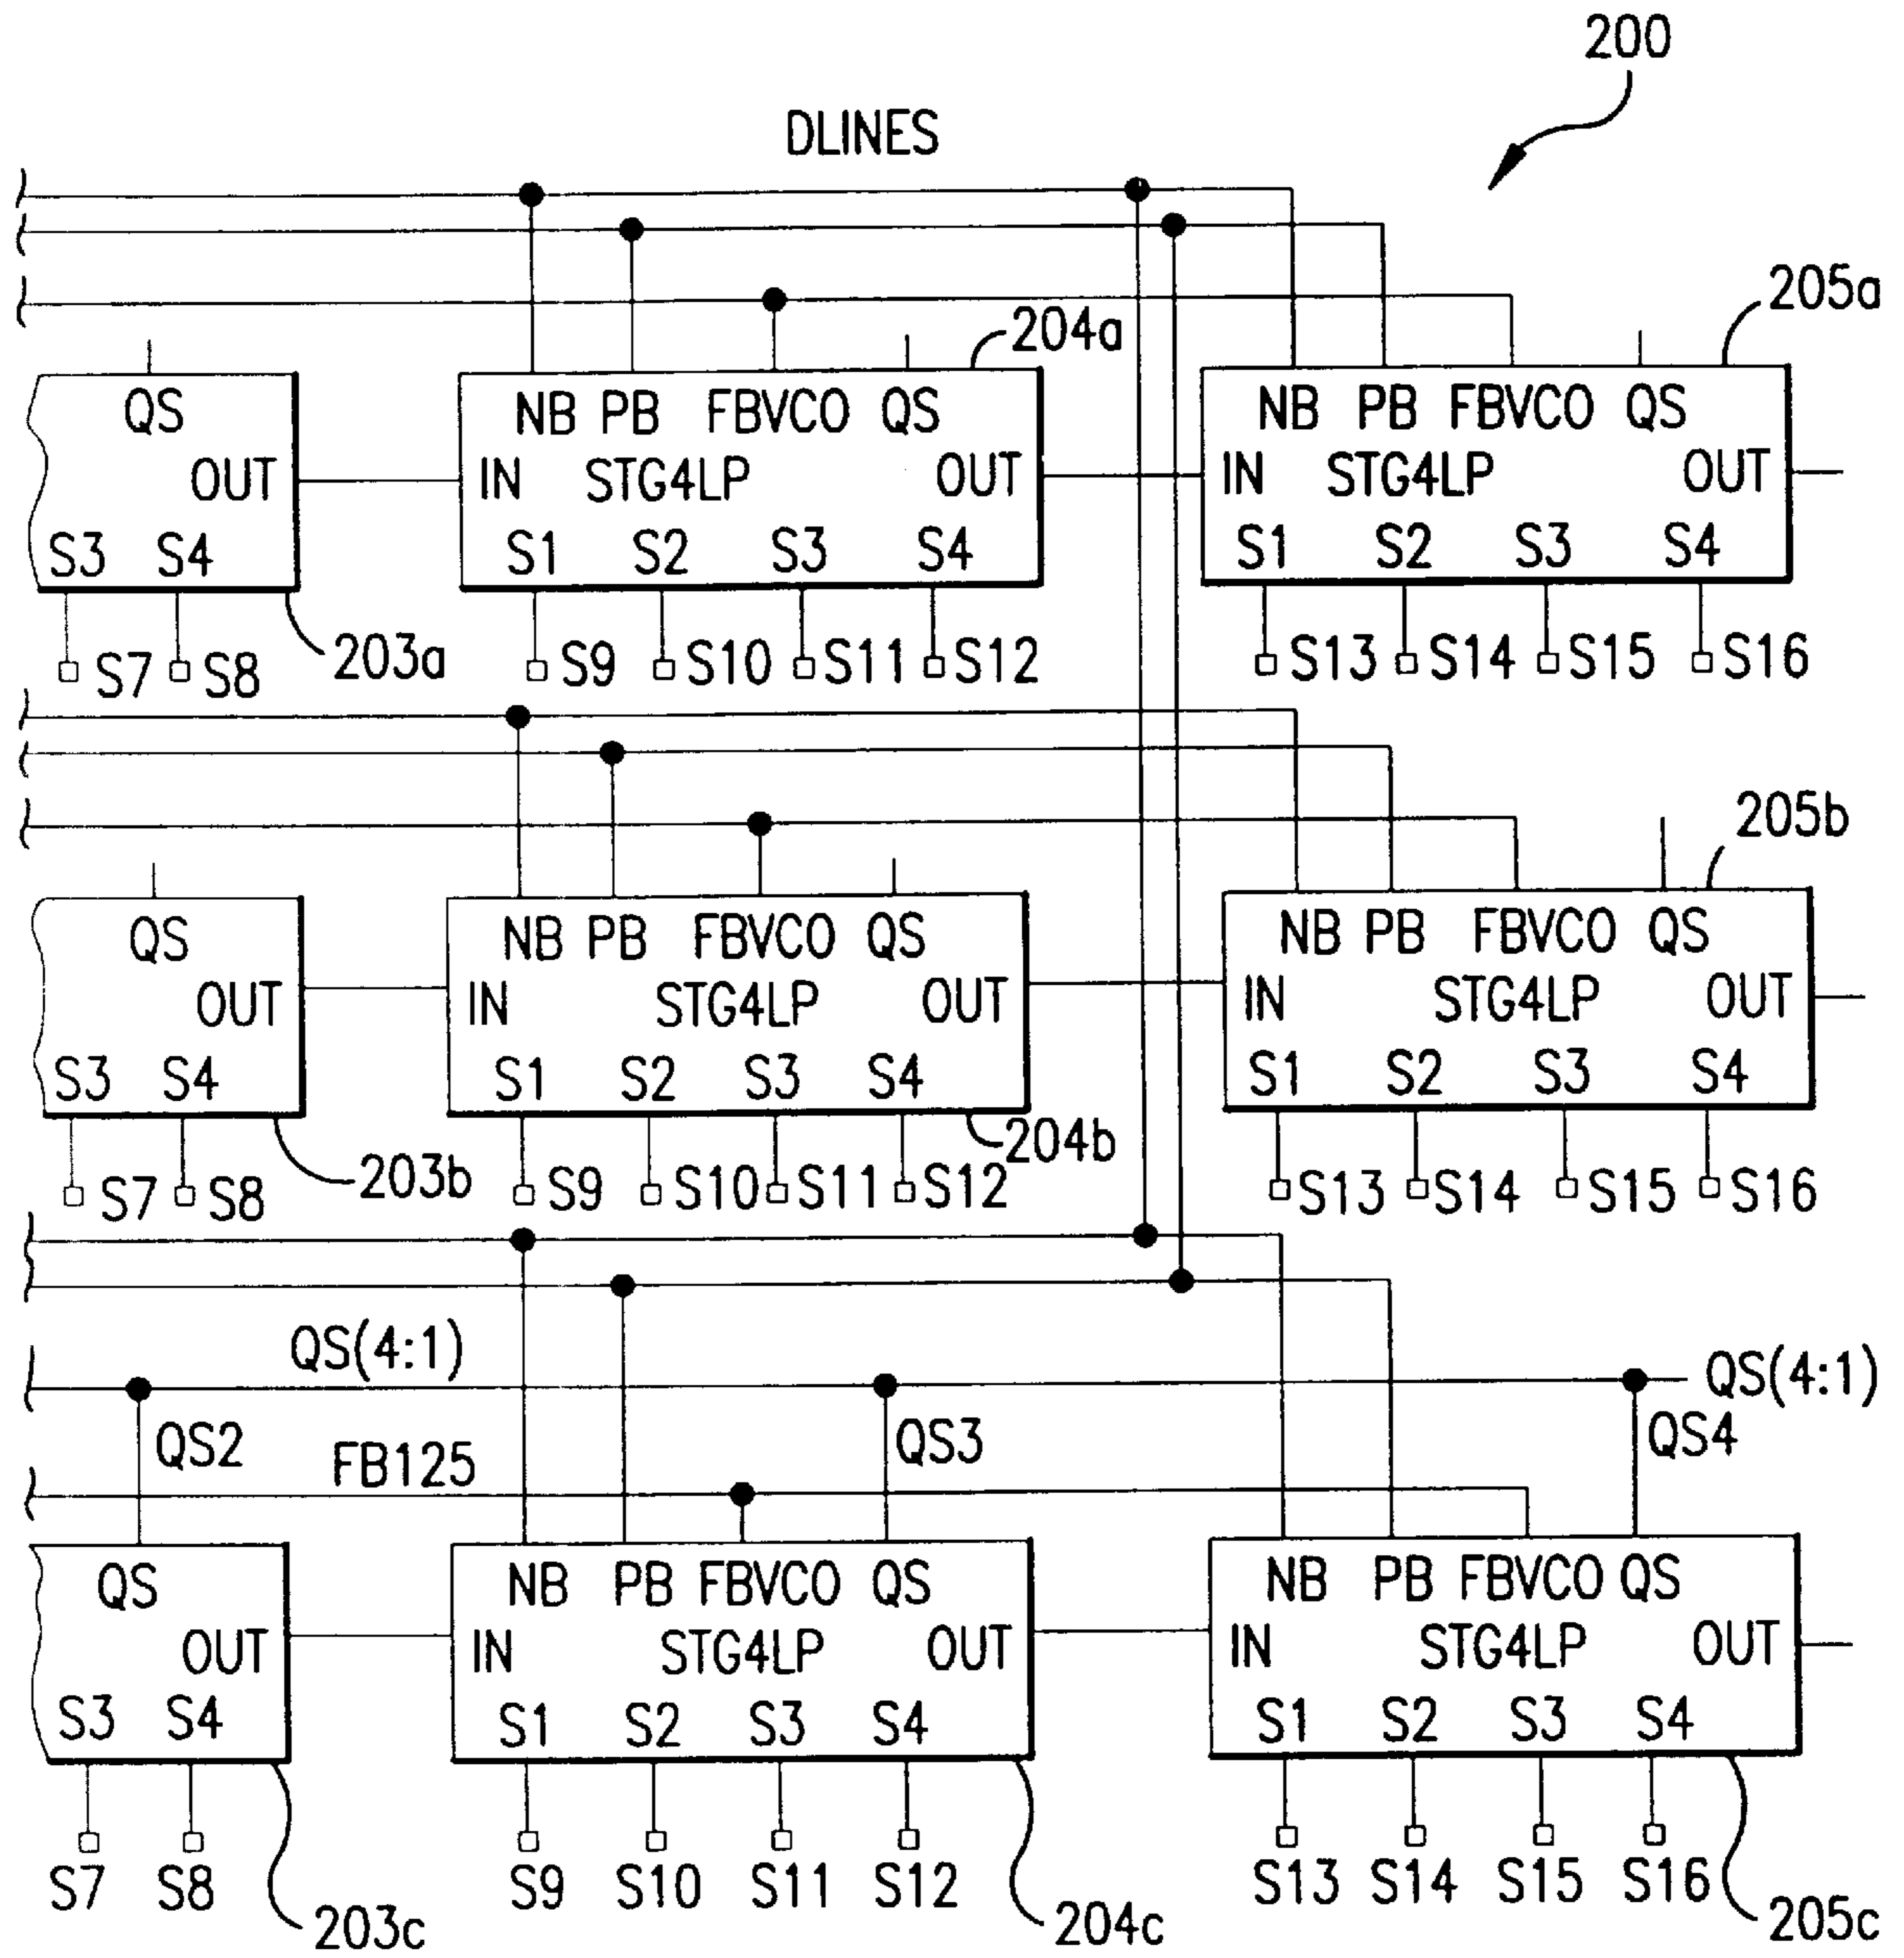 200
DLINES
205a
204a
QS
NB PB FBVCO QS
NB PB FBVCO QS
OUT
IN STG4LP OUT
IN STG4LP OUT
S3 S4
S1 S2 S3 S4
S1 S2 S3 S4
S7 S8
203a
S9 S10 S11 S12
S13 S14 S15 S16
205b
QS
NB PB FBVCO QS
NB PB FBVCO QS
OUT
IN STG4LP OUT
IN STG4LP OUT
S3 S4
S1 S2 S3 S4
S1 S2 S3 S4
204b
203b
S7 S8
S9 S10 S11 S12
S13 S14 S15 S16
QS(4:1)
QS(4:1)
QS2
QS3
QS4
FB125
QS
NB PB FBVCO QS
NB PB FBVCO QS
OUT
IN STG4LP OUT
IN STG4LP OUT
S3 S4
S1 S2 S3 S4
S1 S2 S3 S4
S7 S8
S9 S10 S11 S12
S13 S14 S15 S16
203c
204c
205c